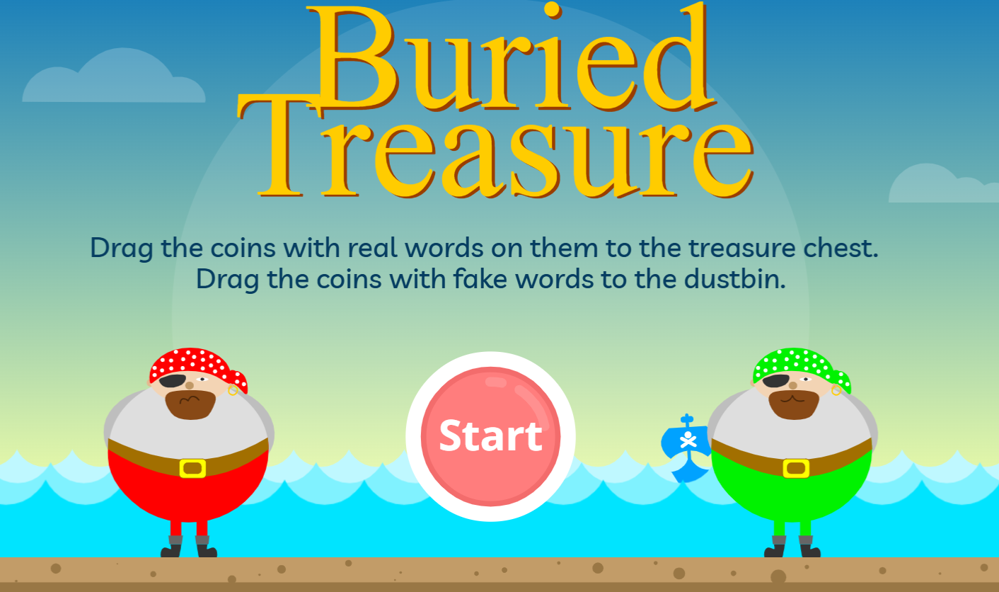 Buried
Treasure
Drag the coins with real words on them to the treasure chest.
Drag the coins with fake words to the dustbin.
Start